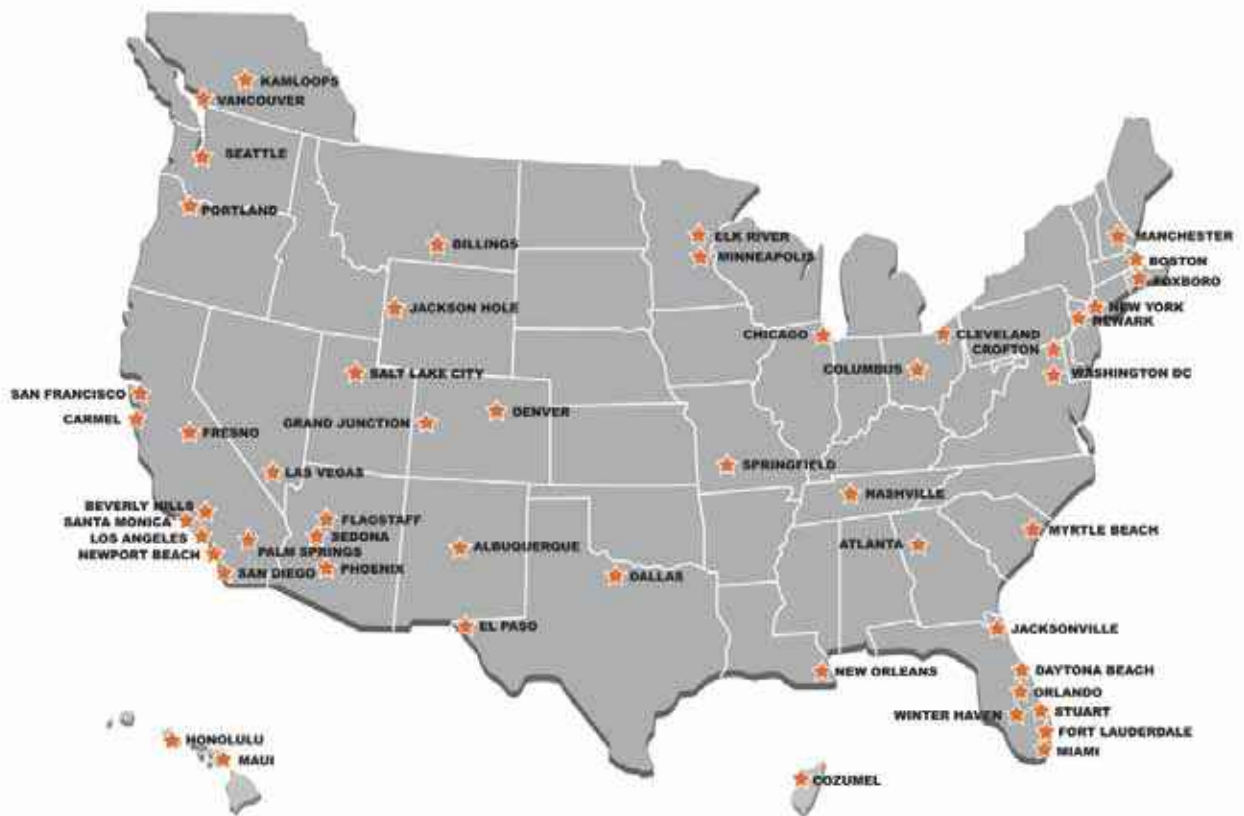 KAMLOOPS
VANCOUVER
SEATTLE
PORTLAND
BILLINGS
ELK RIVER
MINNEAPOLIS
MANCHESTER
BOSTON
FOXBORO
JACKSON HOLE
NEW YORK
NEWARK
CHICAGO
CLEVELAND
CROFTON
COLUMBUS
WASHINGTON DC
SALT LAKE CITY
SAN FRANCISCO
CARMEL
FRESNO
GRAND JUNCTION
DENVER
LAS VEGAS
SPRINGFIELD
NASHVILLE
BEVERLY HILLS
SANTA MONICA
LOS ANGELES
NEWPORT BEACH
PALM SPRINGS
SAN DIEGO
FLAGSTAFF
SEDONA
PHOENIX
ALBUQUERQUE
DALLAS
ATLANTA
MYRTLE BEACH
EL PASO
JACKSONVILLE
NEW ORLEANS
DAYTONA BEACH
ORLANDO
WINTER HAVEN
STUART
FORT LAUDERDALE
MIAMI
HONOLULU
MAUI
COZUMEL